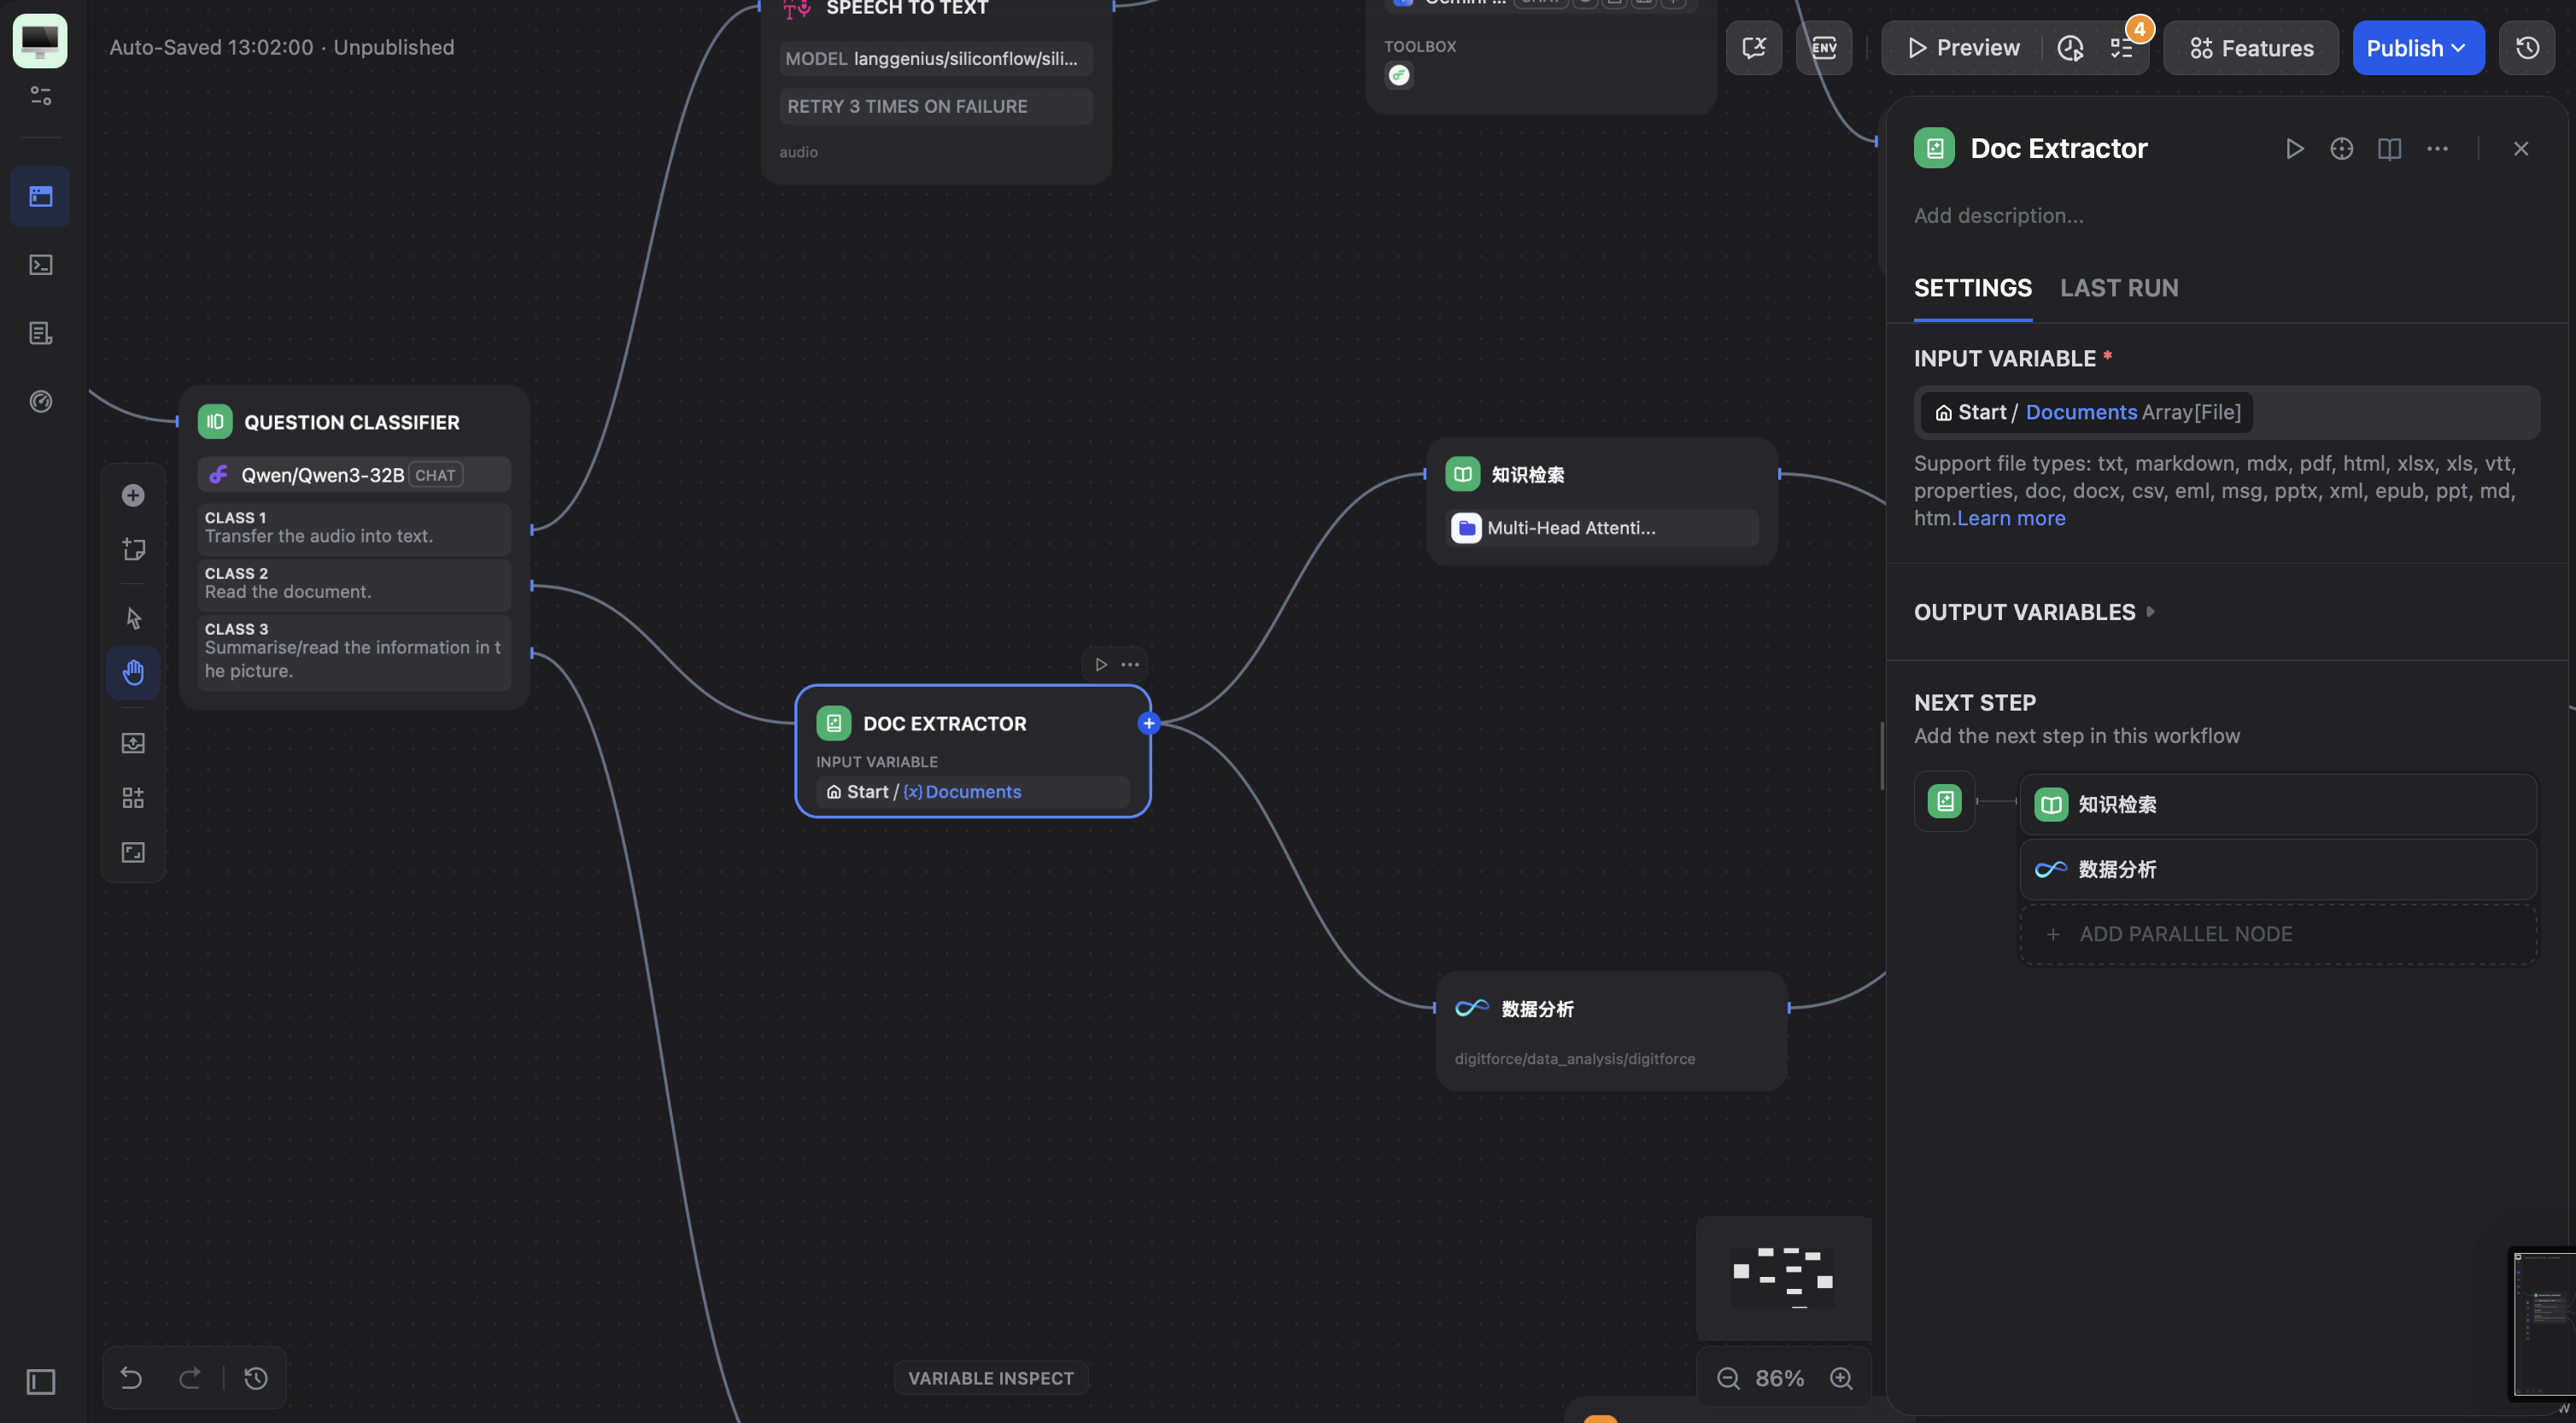 Auto-Saved 13:02:00 · Unpublished
SPEECH TO TEXT
MODEL langgenius/siliconflow/sili...
RETRY 3 TIMES ON FAILURE
audio
CHAT
TOOLBOX
ENV
Preview
4
Features
Publish
QUESTION CLASSIFIER
Qwen/Qwen3-32B CHAT
CLASS 1
Transfer the audio into text.
CLASS 2
Read the document.
CLASS 3
Summarise/read the information in t
he picture.
DOC EXTRACTOR
INPUT VARIABLE
Start / {x} Documents
知识检索
Multi-Head Attenti...
数据分析
digitforce/data_analysis/digitforce
VARIABLE INSPECT
86%
Doc Extractor
Add description...
SETTINGS
LAST RUN
INPUT VARIABLE *
Start / Documents Array[File]
Support file types: txt, markdown, mdx, pdf, html, xlsx, xls, vtt,
properties, doc, docx, csv, eml, msg, pptx, xml, epub, ppt, md,
htm.Learn more
OUTPUT VARIABLES
NEXT STEP
Add the next step in this workflow
知识检索
数据分析
+ ADD PARALLEL NODE